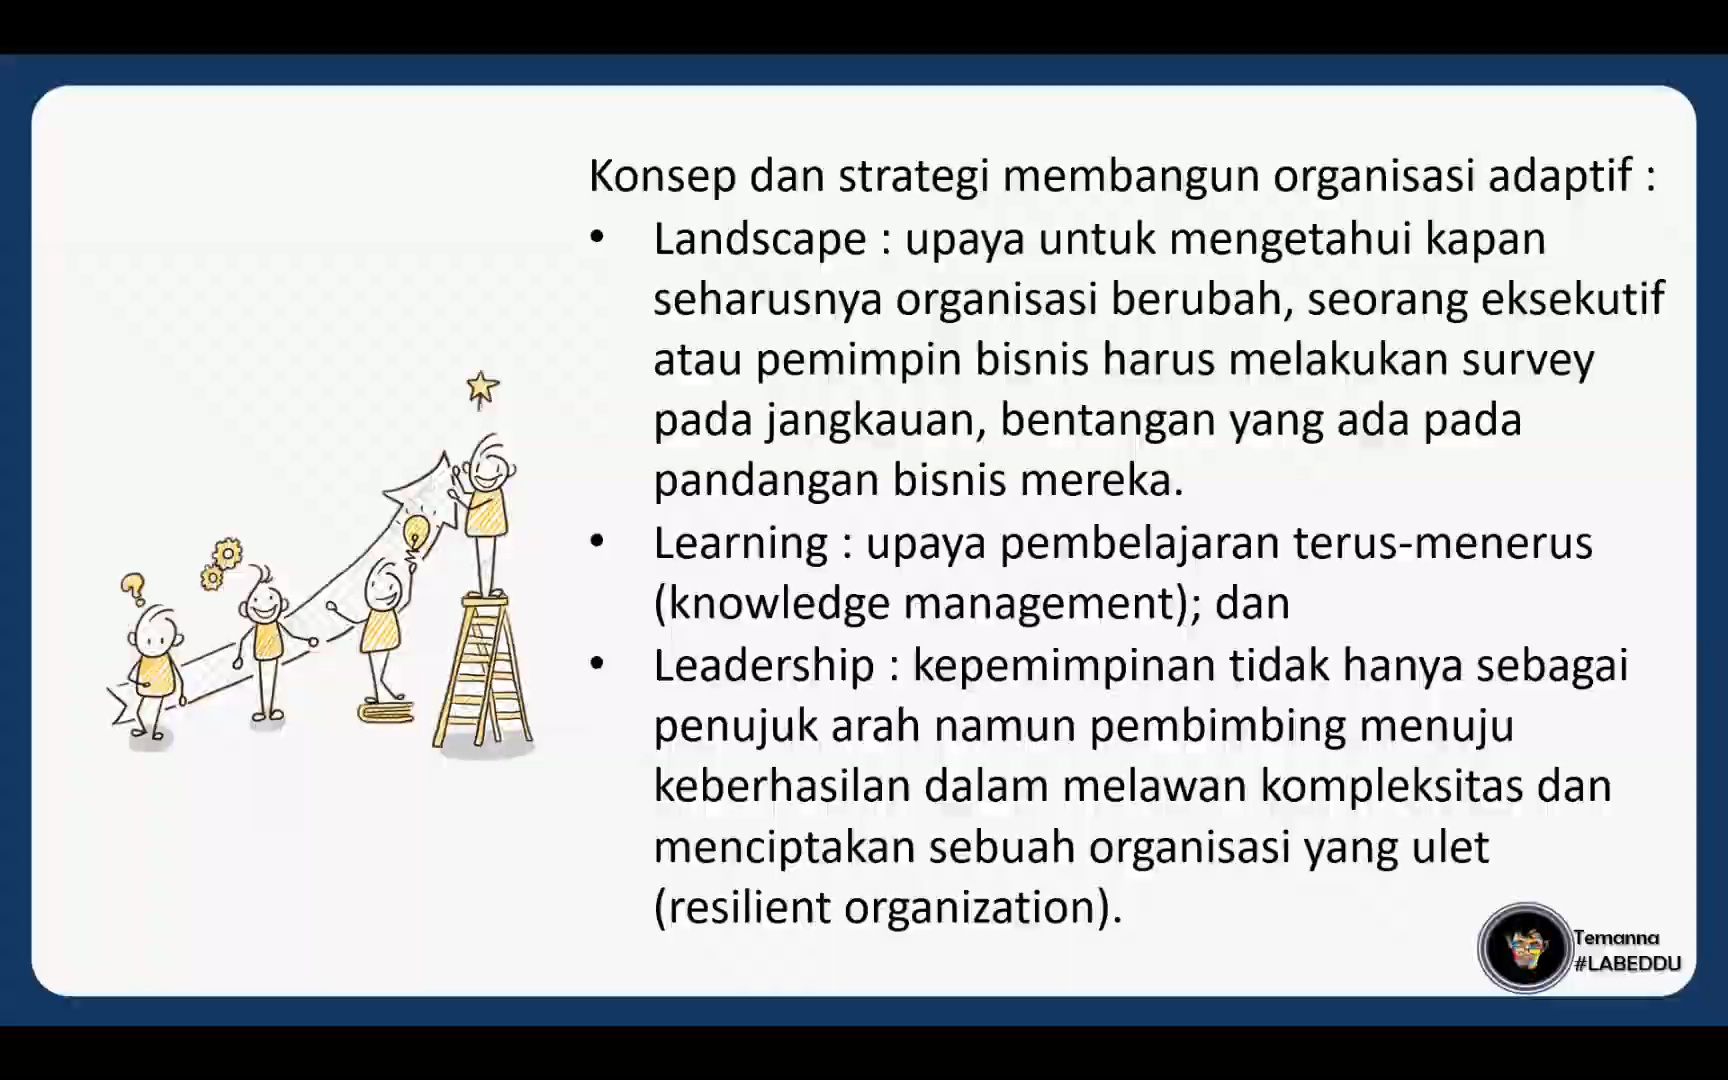 Konsep dan strategi membangun organisasi adaptif :
• Landscape : upaya untuk mengetahui kapan
seharusnya organisasi berubah, seorang eksekutif
atau pemimpin bisnis harus melakukan survey
pada jangkauan, bentangan yang ada pada
pandangan bisnis mereka.
• Learning : upaya pembelajaran terus-menerus
(knowledge management); dan
• Leadership : kepemimpinan tidak hanya sebagai
penujuk arah namun pembimbing menuju
keberhasilan dalam melawan kompleksitas dan
menciptakan sebuah organisasi yang ulet
(resilient organization).
?
Temanna
#LABEDDU